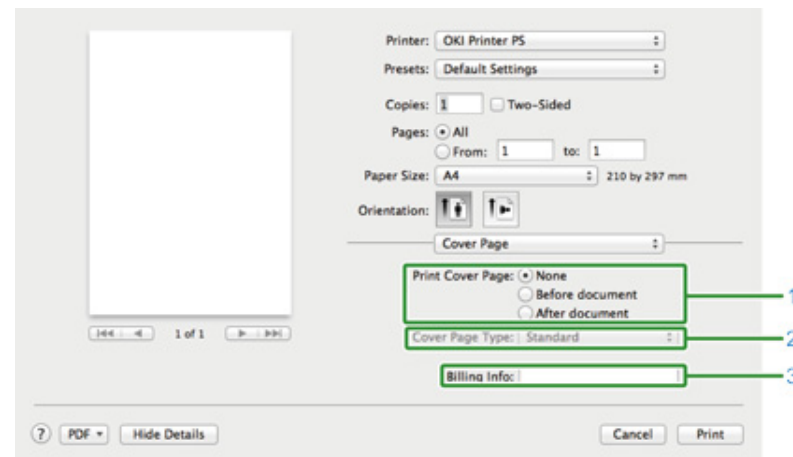 Printer: OKI Printer PS
Presets: Default Settings
Copies: 1 Two-Sided
Pages: All
From: 1 to: 1
Paper Size: A4 210 by 297 mm
Orientation:
Cover Page
Print Cover Page: None
Before document
After document
1
Cover Page Type: Standard
2
Billing Info:
3
1 of 1
? PDF Hide Details Cancel Print